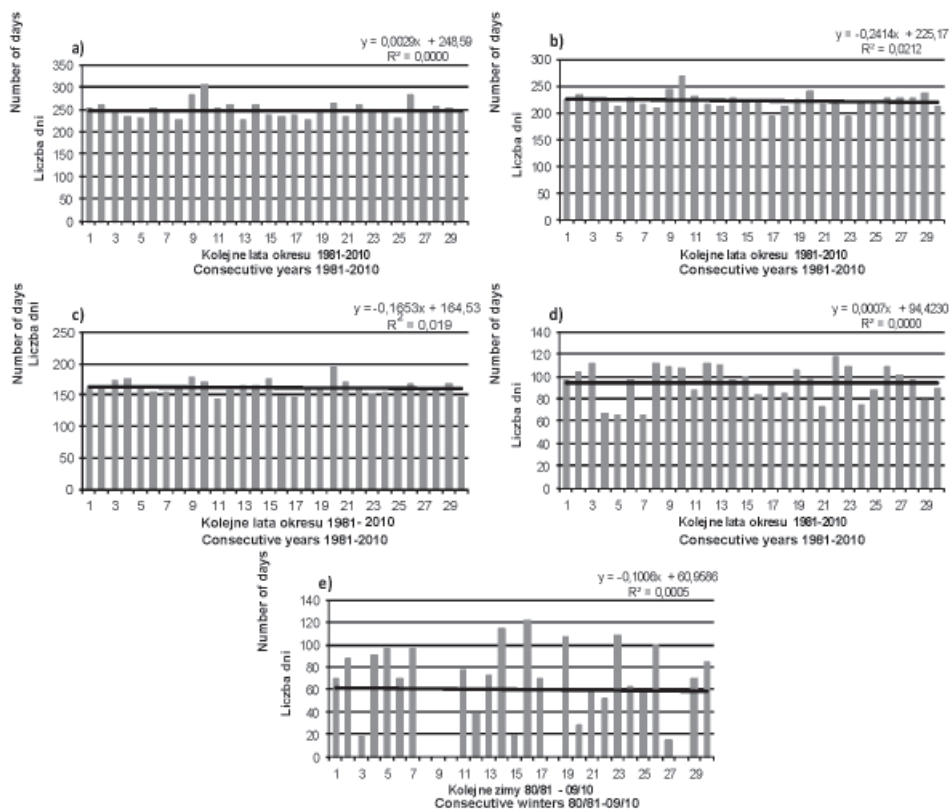 a)
y = 0,0029x + 248,59
R² = 0,0000
Number of days
Liczba dni
350
300
250
200
150
100
50
0
1 3 5 7 9 11 13 15 17 19 21 23 25 27 29
Kolejne lata okresu 1981-2010
Consecutive years 1981-2010
b)
y = -0,2414x + 225,17
R² = 0,0212
Number of days
Liczba dni
300
250
200
150
100
50
0
1 3 5 7 9 11 13 15 17 19 21 23 25 27 29
Kolejne lata okresu 1981-2010
Consecutive years 1981-2010
c)
y = -0,1653x + 164,53
R² = 0,019
Number of days
Liczba dni
250
200
150
100
50
0
1 3 5 7 9 11 13 15 17 19 21 23 25 27 29
Kolejne lata okresu 1981- 2010
Consecutive years 1981-2010
d)
y = 0,0007x + 94,4230
R² = 0,0000
Number of days
Liczba dni
140
120
100
80
60
40
20
0
1 3 5 7 9 11 13 15 17 19 21 23 25 27 29
Kolejne lata okresu 1981-2010
Consecutive years 1981-2010
e)
y = -0,1006x + 60,9586
R² = 0,0005
Number of days
Liczba dni
140
120
100
80
60
40
20
0
1 3 5 7 9 11 13 15 17 19 21 23 25 27 29
Kolejne zimy 80/81 - 09/10
Consecutive winters 80/81-09/10